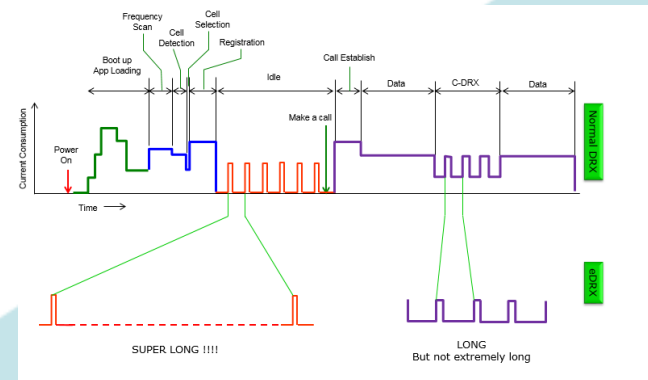 Frequency
Scan
Cell
Detection
Cell
Selection
Registration
Boot up
App Loading
Idle
Call Establish
Data
C-DRX
Data
Current Consumption
Power
On
Make a call
Normal DRX
Time
eDRX
SUPER LONG !!!!
LONG
But not extremely long